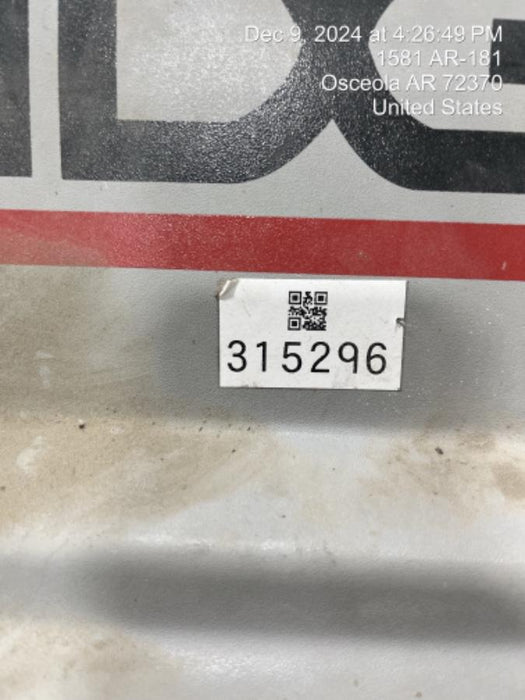 Dec 9, 2024 at 4:26:49 PM
1581 AR-181
Osceola AR 72370
United States
315296